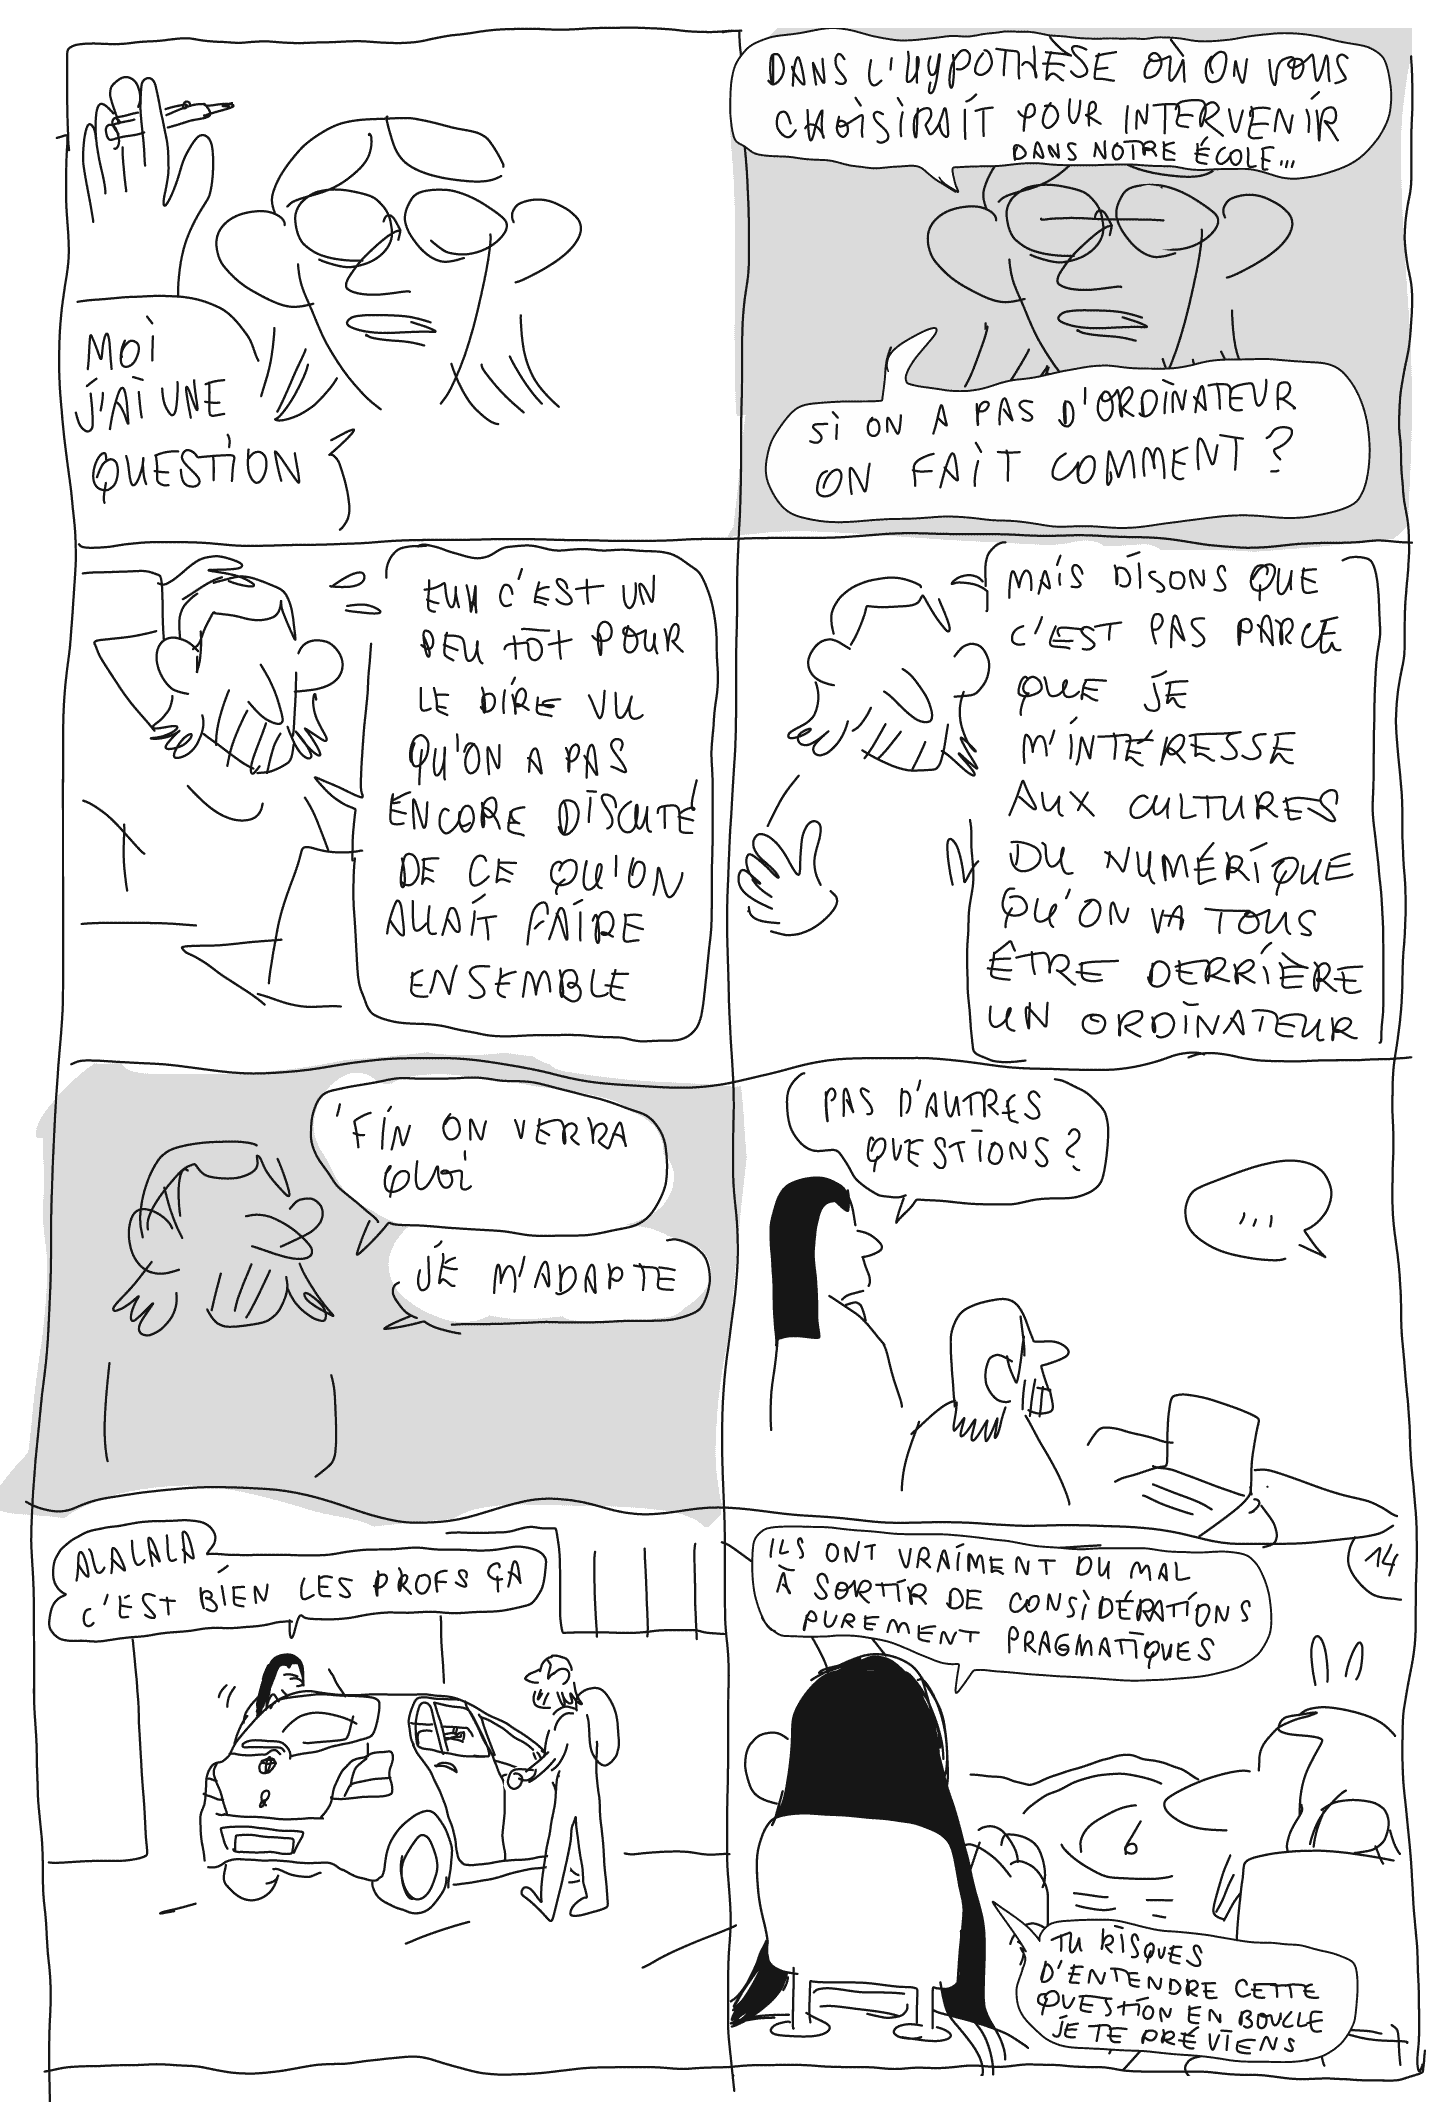 MOI
J'AI UNE
QUESTION
DANS L'HYPOTHÈSE OÙ ON VOUS
CHOISIRAIT POUR INTERVENIR
DANS NOTRE ÉCOLE...
SI ON A PAS D'ORDINATEUR
ON FAIT COMMENT ?
EUH C'EST UN
PEU TÔT POUR
LE DIRE VU
QU'ON A PAS
ENCORE DISCUTÉ
DE CE QU'ON
ALLAIT FAIRE
ENSEMBLE
MAIS DISONS QUE
C'EST PAS PARCE
QUE JE
M'INTÉRESSE
AUX CULTURES
DU NUMÉRIQUE
QU'ON VA TOUS
ÊTRE DERRIÈRE
UN ORDINATEUR
'FIN ON VERRA
QUOI
JE M'ADAPTE
PAS D'AUTRES
QUESTIONS ?
...
ALALALA
C'EST BIEN LES PROFS ÇA
ILS ONT VRAIMENT DU MAL
À SORTIR DE CONSIDÉRATIONS
PUREMENT PRAGMATIQUES
14
6
TU RISQUES
D'ENTENDRE CETTE
QUESTION EN BOUCLE
JE TE PRÉVIENS